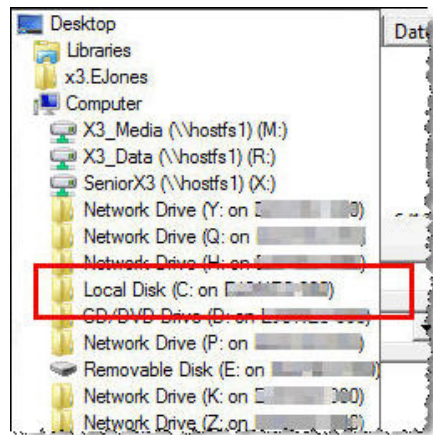 Desktop
Date
Libraries
x3.EJones
Computer
X3_Media (\\hostfs1) (M:)
X3_Data (\\hostfs1) (R:)
SeniorX3 (\\hostfs1) (X:)
Network Drive (Y: on
Network Drive (Q: on
Network Drive (H: on
Local Disk (C: on
CD/DVD Drive (D: on
Network Drive (P: on
Removable Disk (E: on
Network Drive (K: on
Network Drive (Z: on